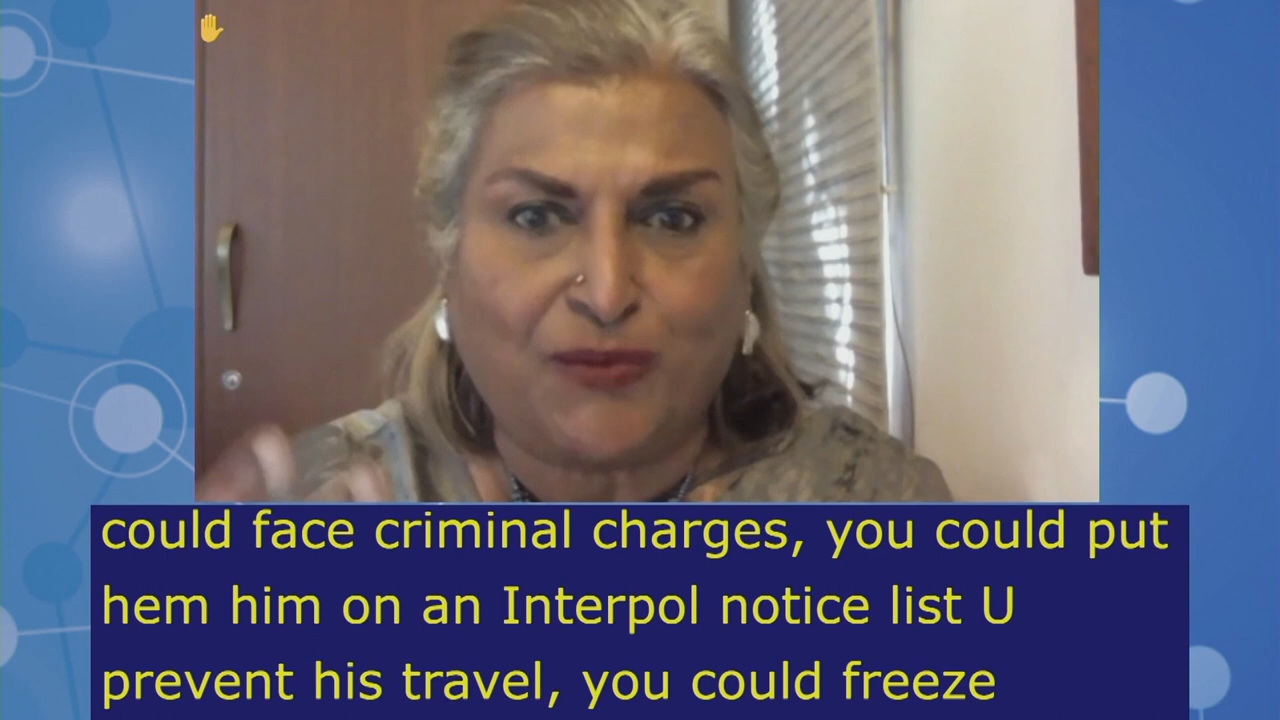 could face criminal charges, you could put
hem him on an Interpol notice list U
prevent his travel, you could freeze